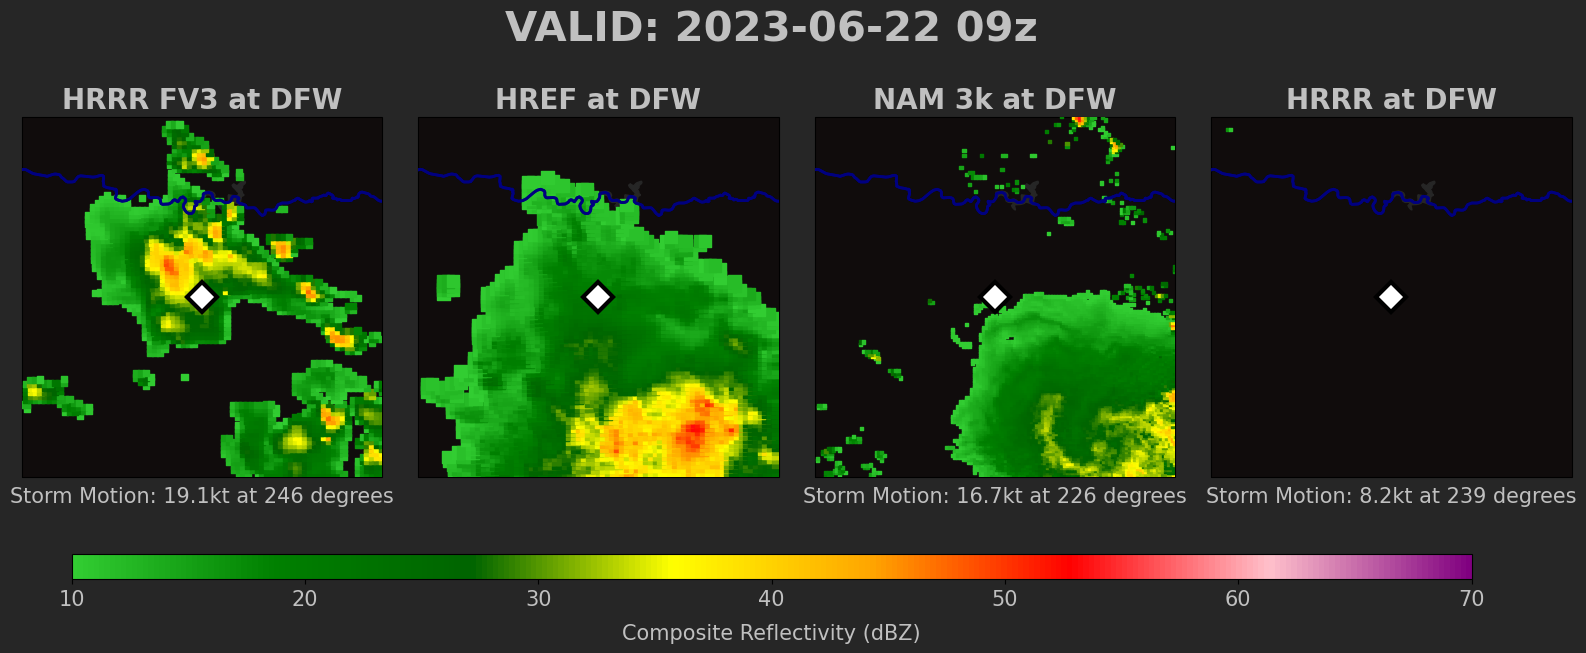 VALID: 2023-06-22 09z
HRRR FV3 at DFW
HREF at DFW
NAM 3k at DFW
HRRR at DFW
Storm Motion: 19.1kt at 246 degrees
Storm Motion: 16.7kt at 226 degrees
Storm Motion: 8.2kt at 239 degrees
10 20 30 40 50 60 70
Composite Reflectivity (dBZ)